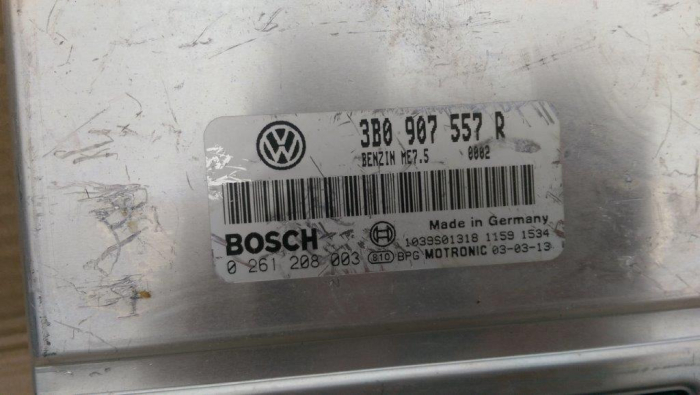 3B0 907 557 R
BENZIN ME7.5 0002
Made in Germany
BOSCH
1039S01318 1159 1534
0 261 208 003 810 BPG MOTRONIC 03-03-13